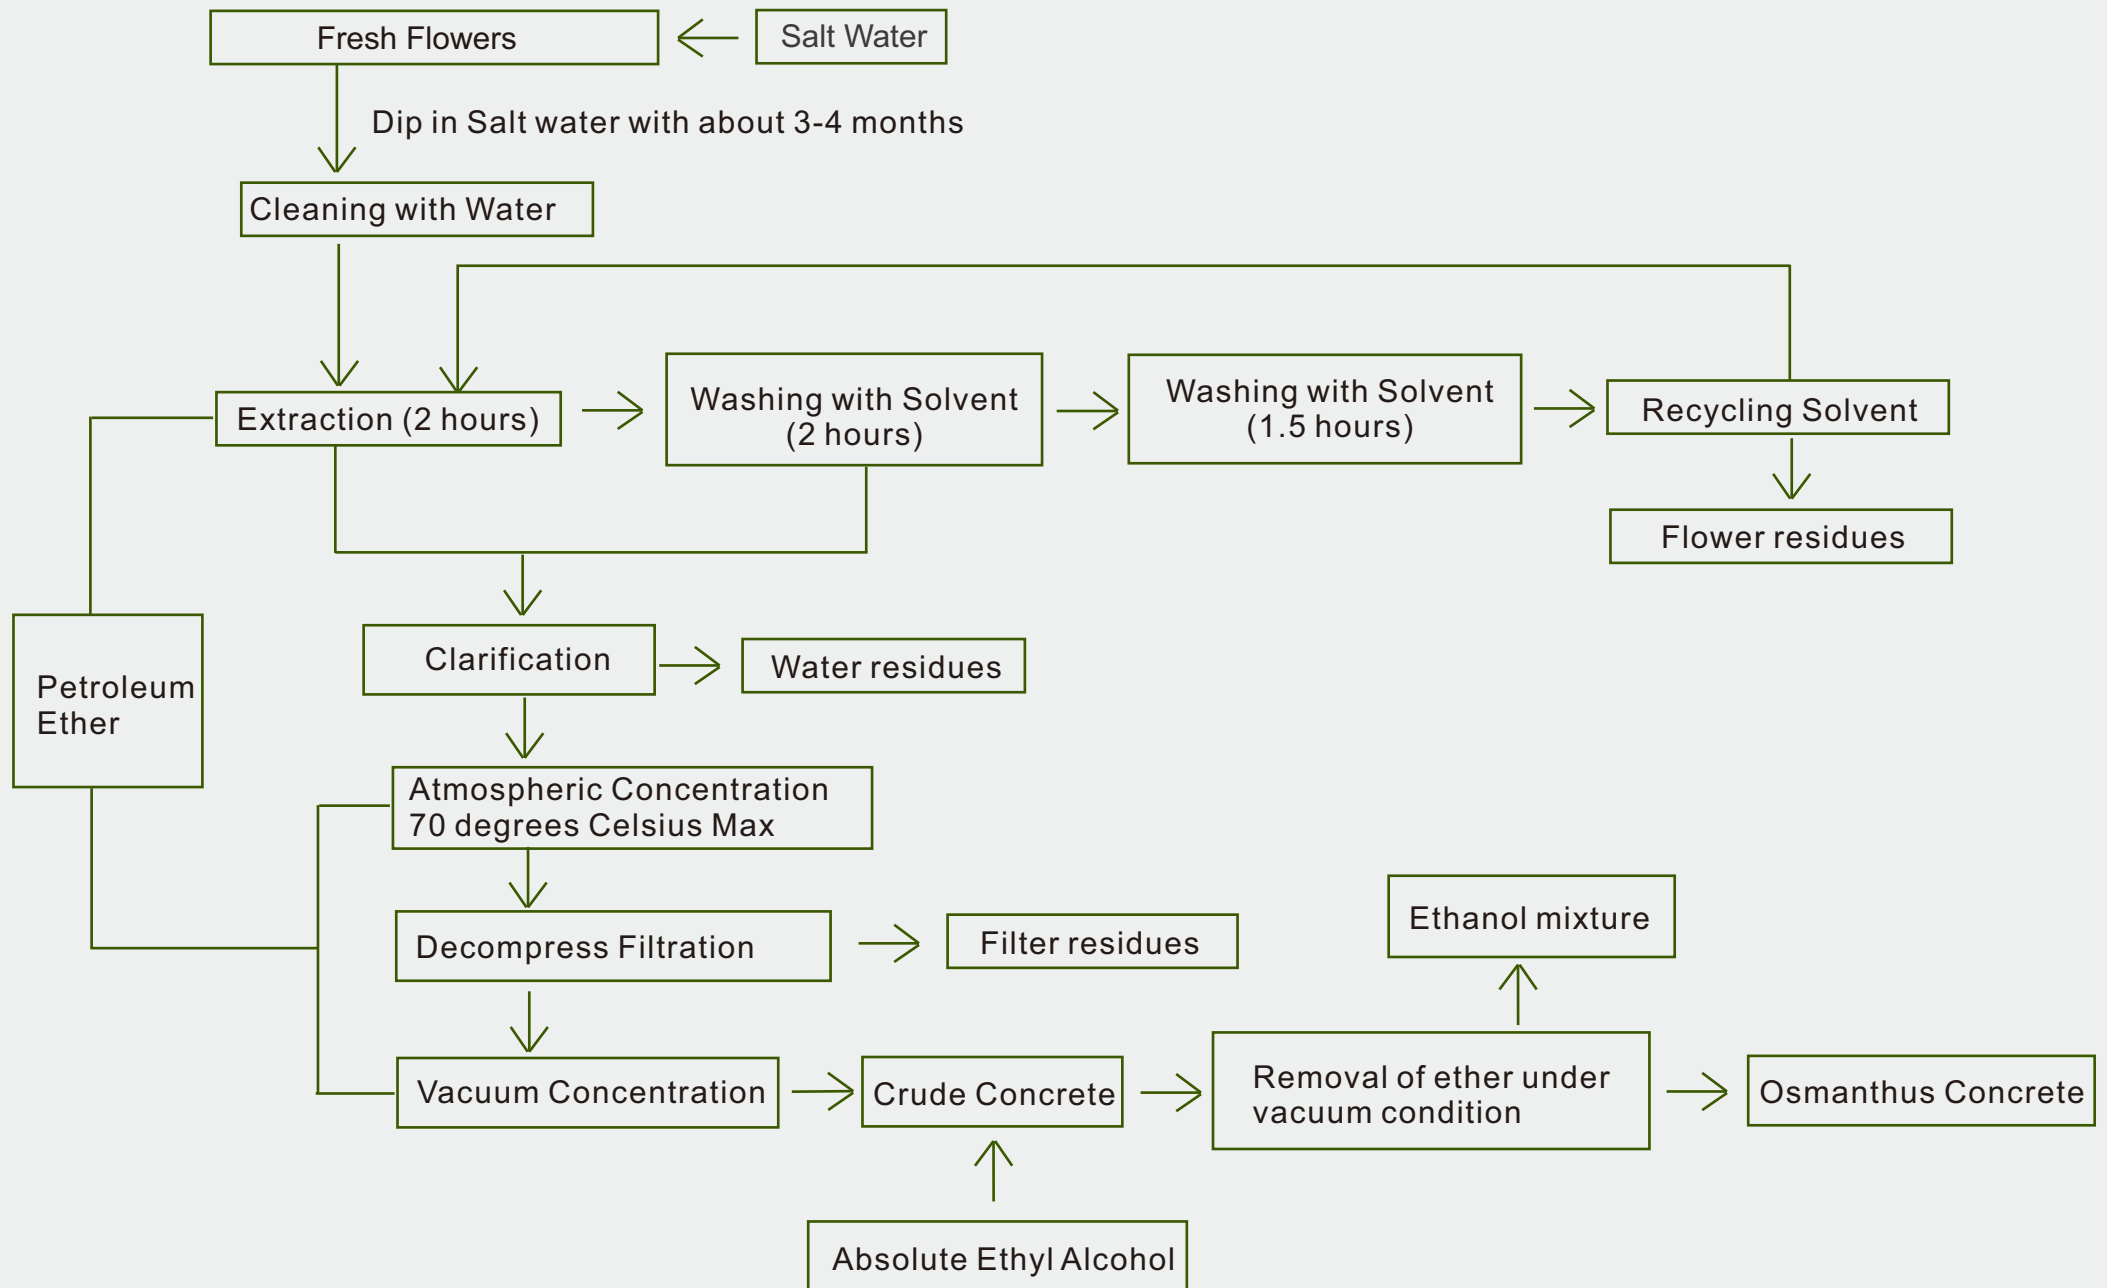 Fresh Flowers
Salt Water
Dip in Salt water with about 3-4 months
Cleaning with Water
Extraction (2 hours)
Washing with Solvent
(2 hours)
Washing with Solvent
(1.5 hours)
Recycling Solvent
Flower residues
Petroleum
Ether
Clarification
Water residues
Atmospheric Concentration
70 degrees Celsius Max
Decompress Filtration
Filter residues
Ethanol mixture
Vacuum Concentration
Crude Concrete
Removal of ether under
vacuum condition
Osmanthus Concrete
Absolute Ethyl Alcohol